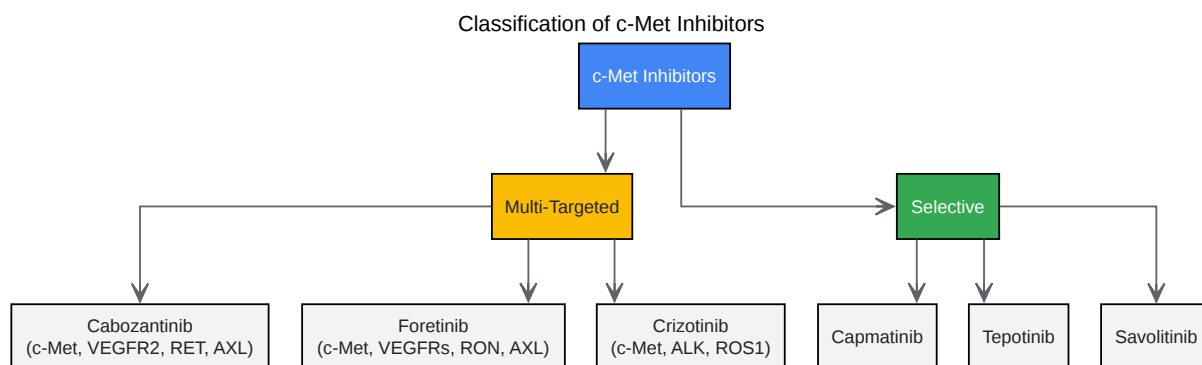 Classification of c-Met Inhibitors
c-Met Inhibitors
Multi-Targeted
Selective
Cabozantinib
(c-Met, VEGFR2, RET, AXL)
Foretinib
(c-Met, VEGFRs, RON, AXL)
Crizotinib
(c-Met, ALK, ROS1)
Capmatinib
Tepotinib
Savolitinib